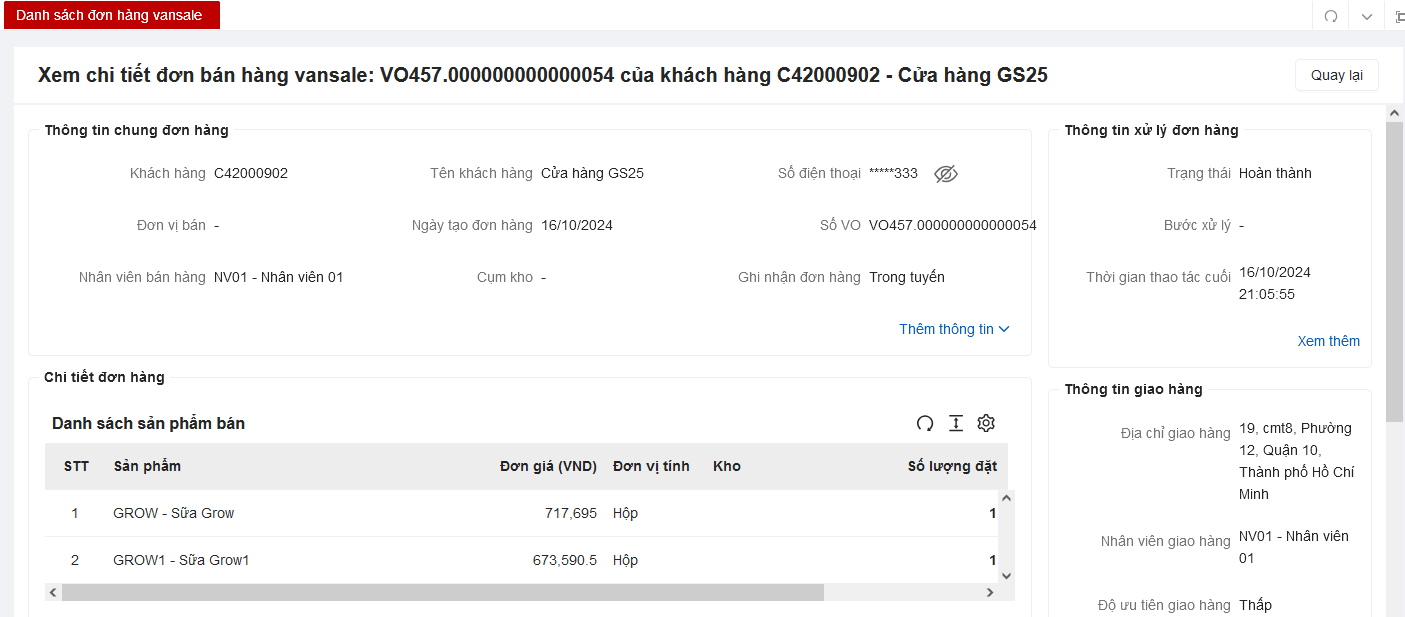 Danh sách đơn hàng vansale
Xem chi tiết đơn bán hàng vansale: VO457.000000000000054 của khách hàng C42000902 - Cửa hàng GS25
Quay lại
Thông tin chung đơn hàng
Khách hàng C42000902
Tên khách hàng Cửa hàng GS25
Số điện thoại *****333
Đơn vị bán -
Ngày tạo đơn hàng 16/10/2024
Số VO VO457.000000000000054
Nhân viên bán hàng NV01 - Nhân viên 01
Cụm kho -
Ghi nhận đơn hàng Trong tuyến
Thêm thông tin
Thông tin xử lý đơn hàng
Trạng thái Hoàn thành
Bước xử lý -
Thời gian thao tác cuối 16/10/2024
21:05:55
Xem thêm
Chi tiết đơn hàng
Danh sách sản phẩm bán
STT Sản phẩm Đơn giá (VND) Đơn vị tính Kho Số lượng đặt
1 GROW - Sữa Grow 717,695 Hộp 1
2 GROW1 - Sữa Grow1 673,590.5 Hộp 1
Thông tin giao hàng
Địa chỉ giao hàng 19, cmt8, Phường
12, Quận 10,
Thành phố Hồ Chí
Minh
Nhân viên giao hàng NV01 - Nhân viên
01
Độ ưu tiên giao hàng Thấp